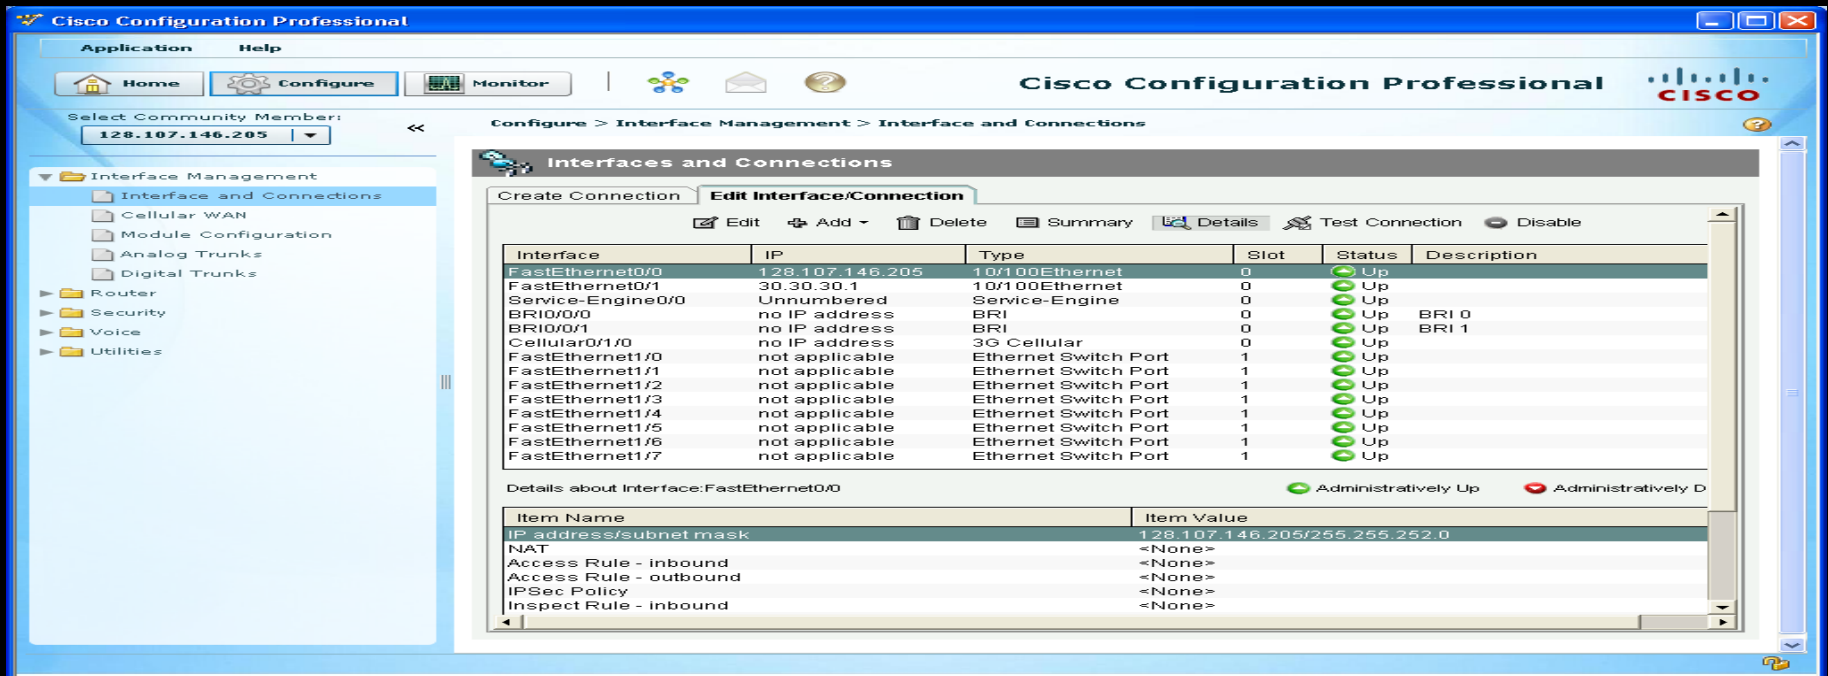 Cisco Configuration Professional
Application Help
Home Configure Monitor Cisco Configuration Professional CISCO
Select Community Member:
128.107.146.205
Configure > Interface Management > Interface and Connections
Interface Management
Interface and Connections
Cellular WAN
Module Configuration
Analog Trunks
Digital Trunks
Router
Security
Voice
Utilities
Interfaces and Connections
Create Connection Edit Interface/Connection
Edit Add Delete Summary Details Test Connection Disable
Interface IP Type Slot Status Description
FastEthernet0/0 128.107.146.205 10/100Ethernet 0 Up
FastEthernet0/1 30.30.30.1 10/100Ethernet 0 Up
Service-Engine0/0 Unnumbered Service-Engine 0 Up
BRI0/0/0 no IP address BRI 0 Up BRI 0
BRI0/0/1 no IP address BRI 0 Up BRI 1
Cellular0/1/0 no IP address 3G Cellular 0 Up
FastEthernet1/0 not applicable Ethernet Switch Port 1 Up
FastEthernet1/1 not applicable Ethernet Switch Port 1 Up
FastEthernet1/2 not applicable Ethernet Switch Port 1 Up
FastEthernet1/3 not applicable Ethernet Switch Port 1 Up
FastEthernet1/4 not applicable Ethernet Switch Port 1 Up
FastEthernet1/5 not applicable Ethernet Switch Port 1 Up
FastEthernet1/6 not applicable Ethernet Switch Port 1 Up
FastEthernet1/7 not applicable Ethernet Switch Port 1 Up
Details about Interface:FastEthernet0/0 Administratively Up Administratively D
Item Name Item Value
IP address/subnet mask 128.107.146.205/255.255.252.0
NAT <None>
Access Rule - inbound <None>
Access Rule - outbound <None>
IPSec Policy <None>
Inspect Rule - inbound <None>